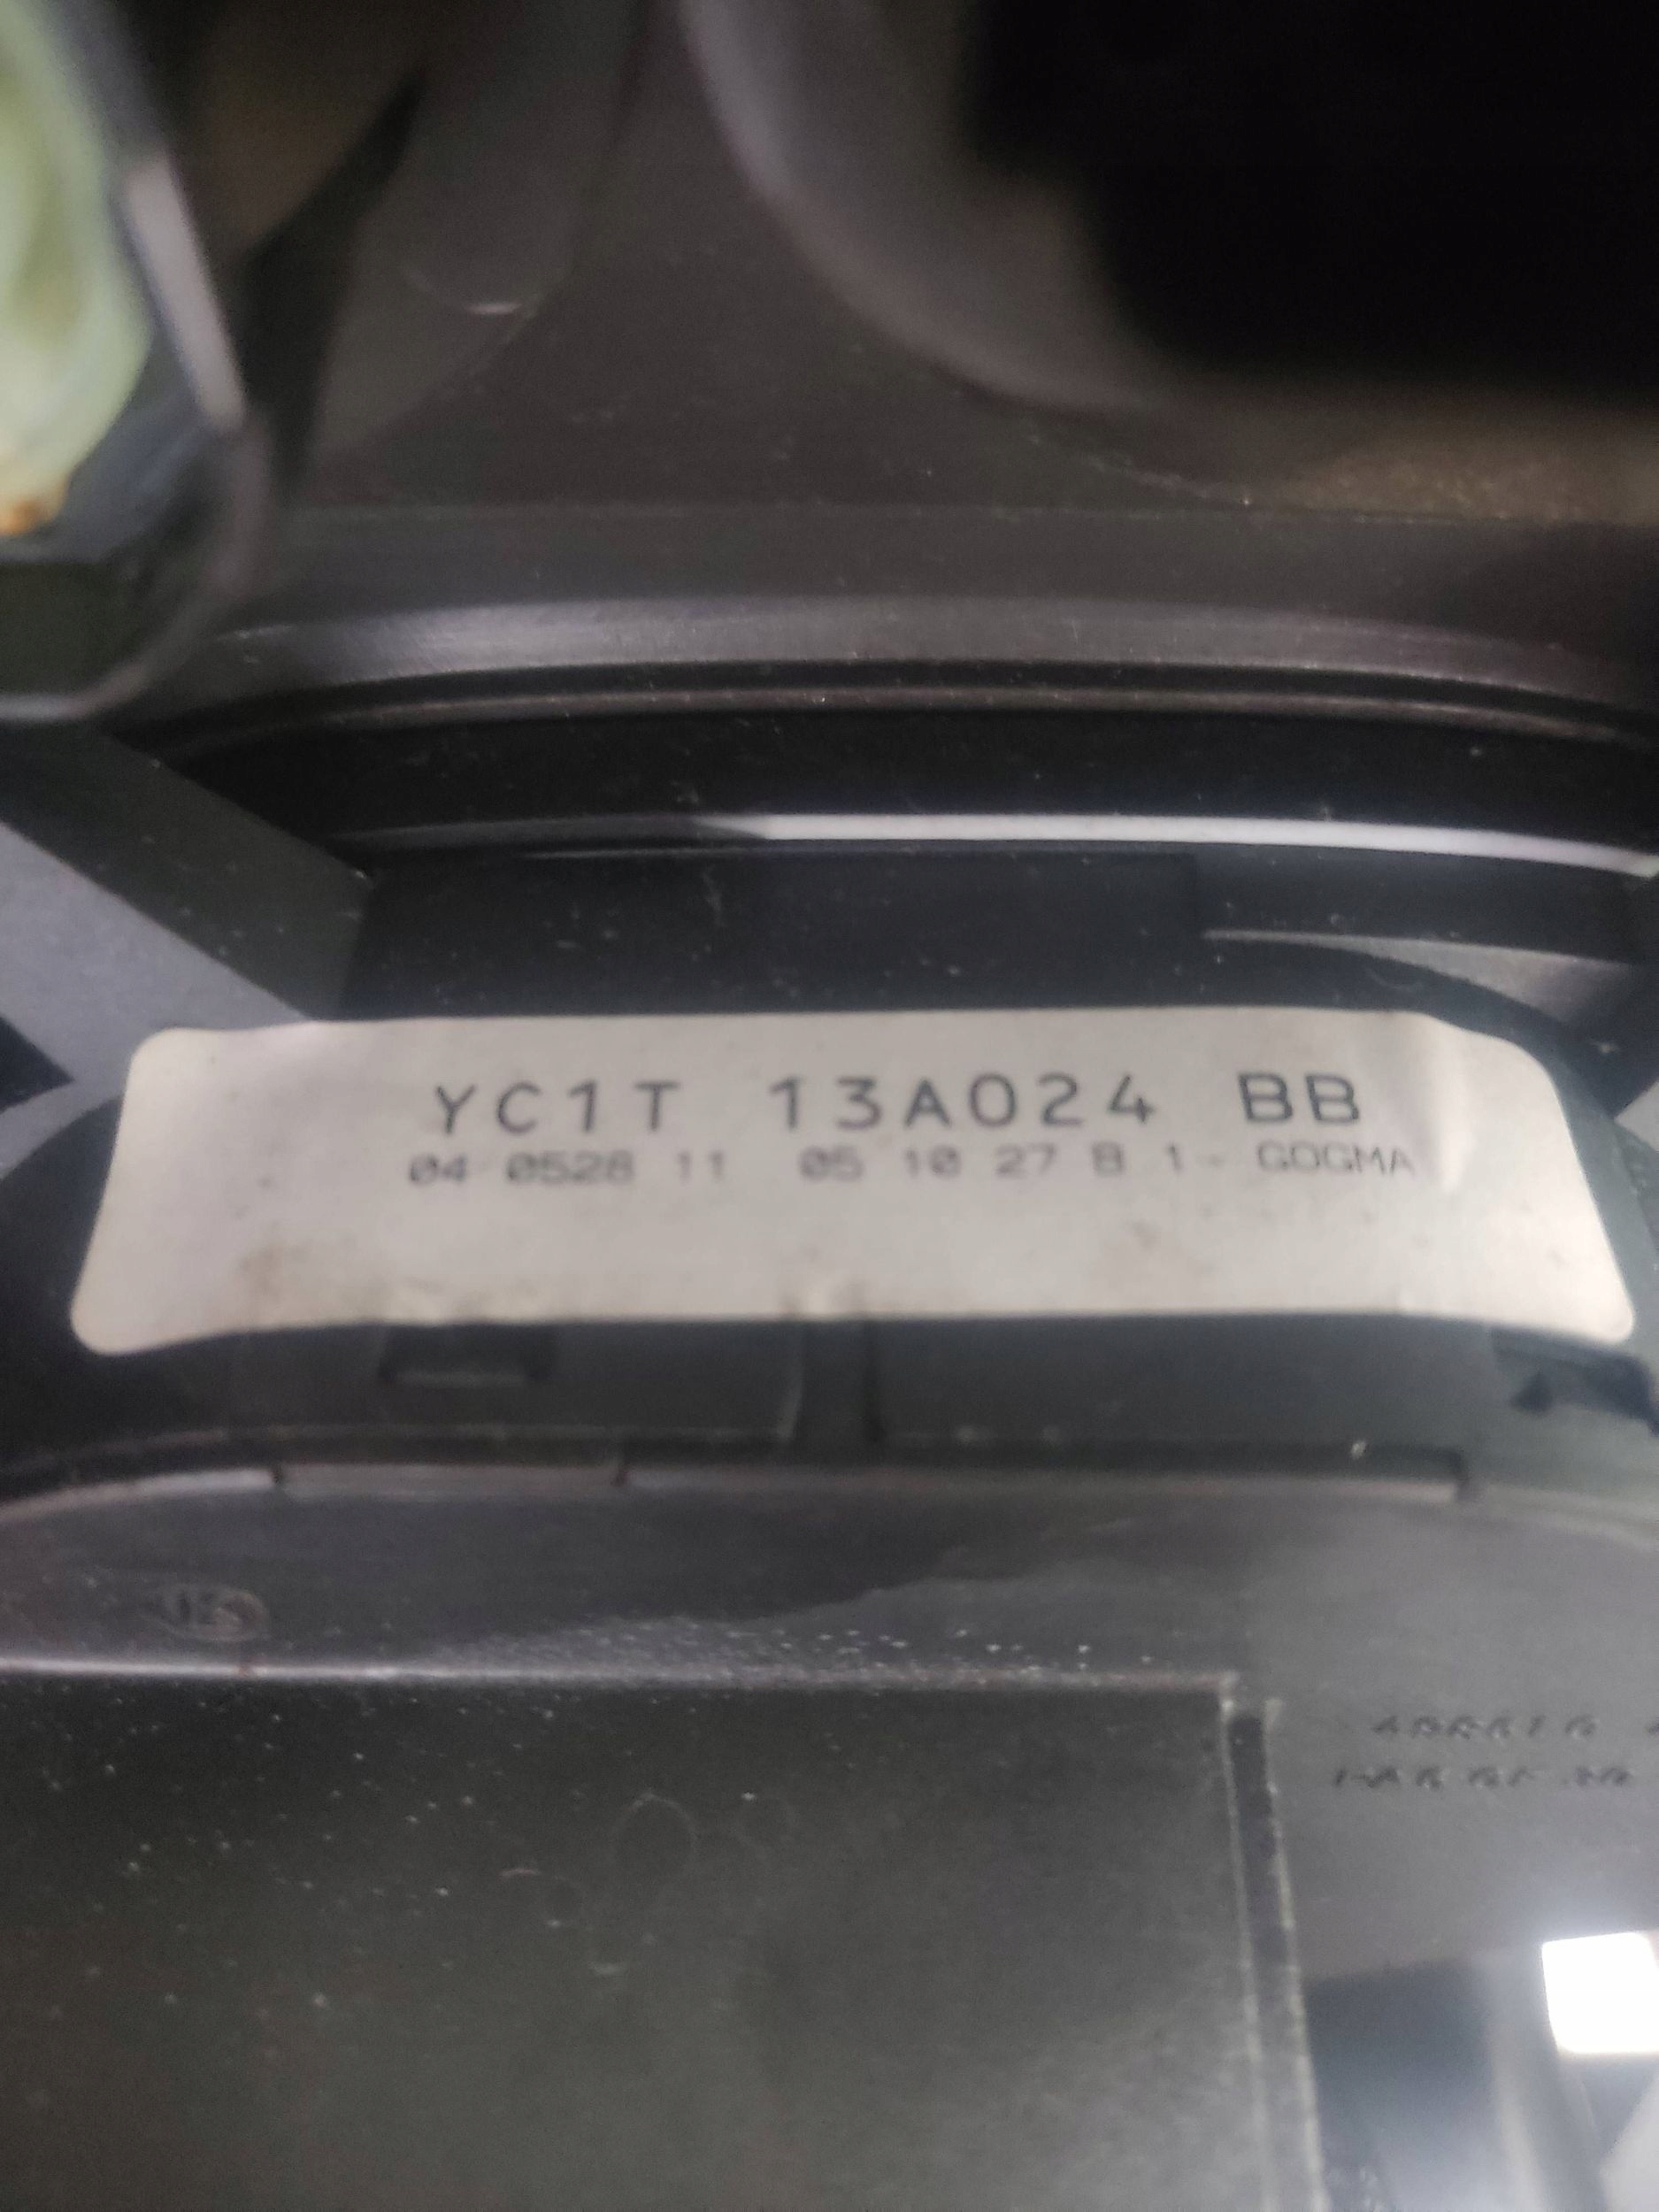 YC1T 13A024 BB
04 0528 11 05 10 27 B 1- GOGMA